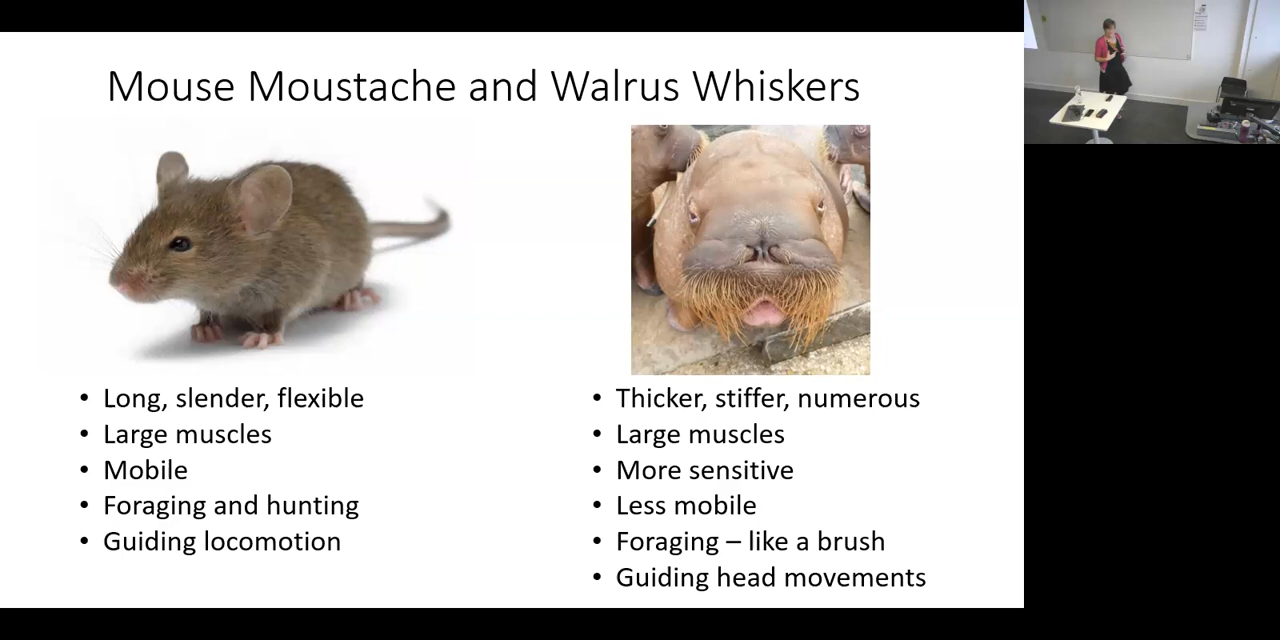 Mouse Moustache and Walrus Whiskers
• Long, slender, flexible
• Large muscles
• Mobile
• Foraging and hunting
• Guiding locomotion
• Thicker, stiffer, numerous
• Large muscles
• More sensitive
• Less mobile
• Foraging – like a brush
• Guiding head movements